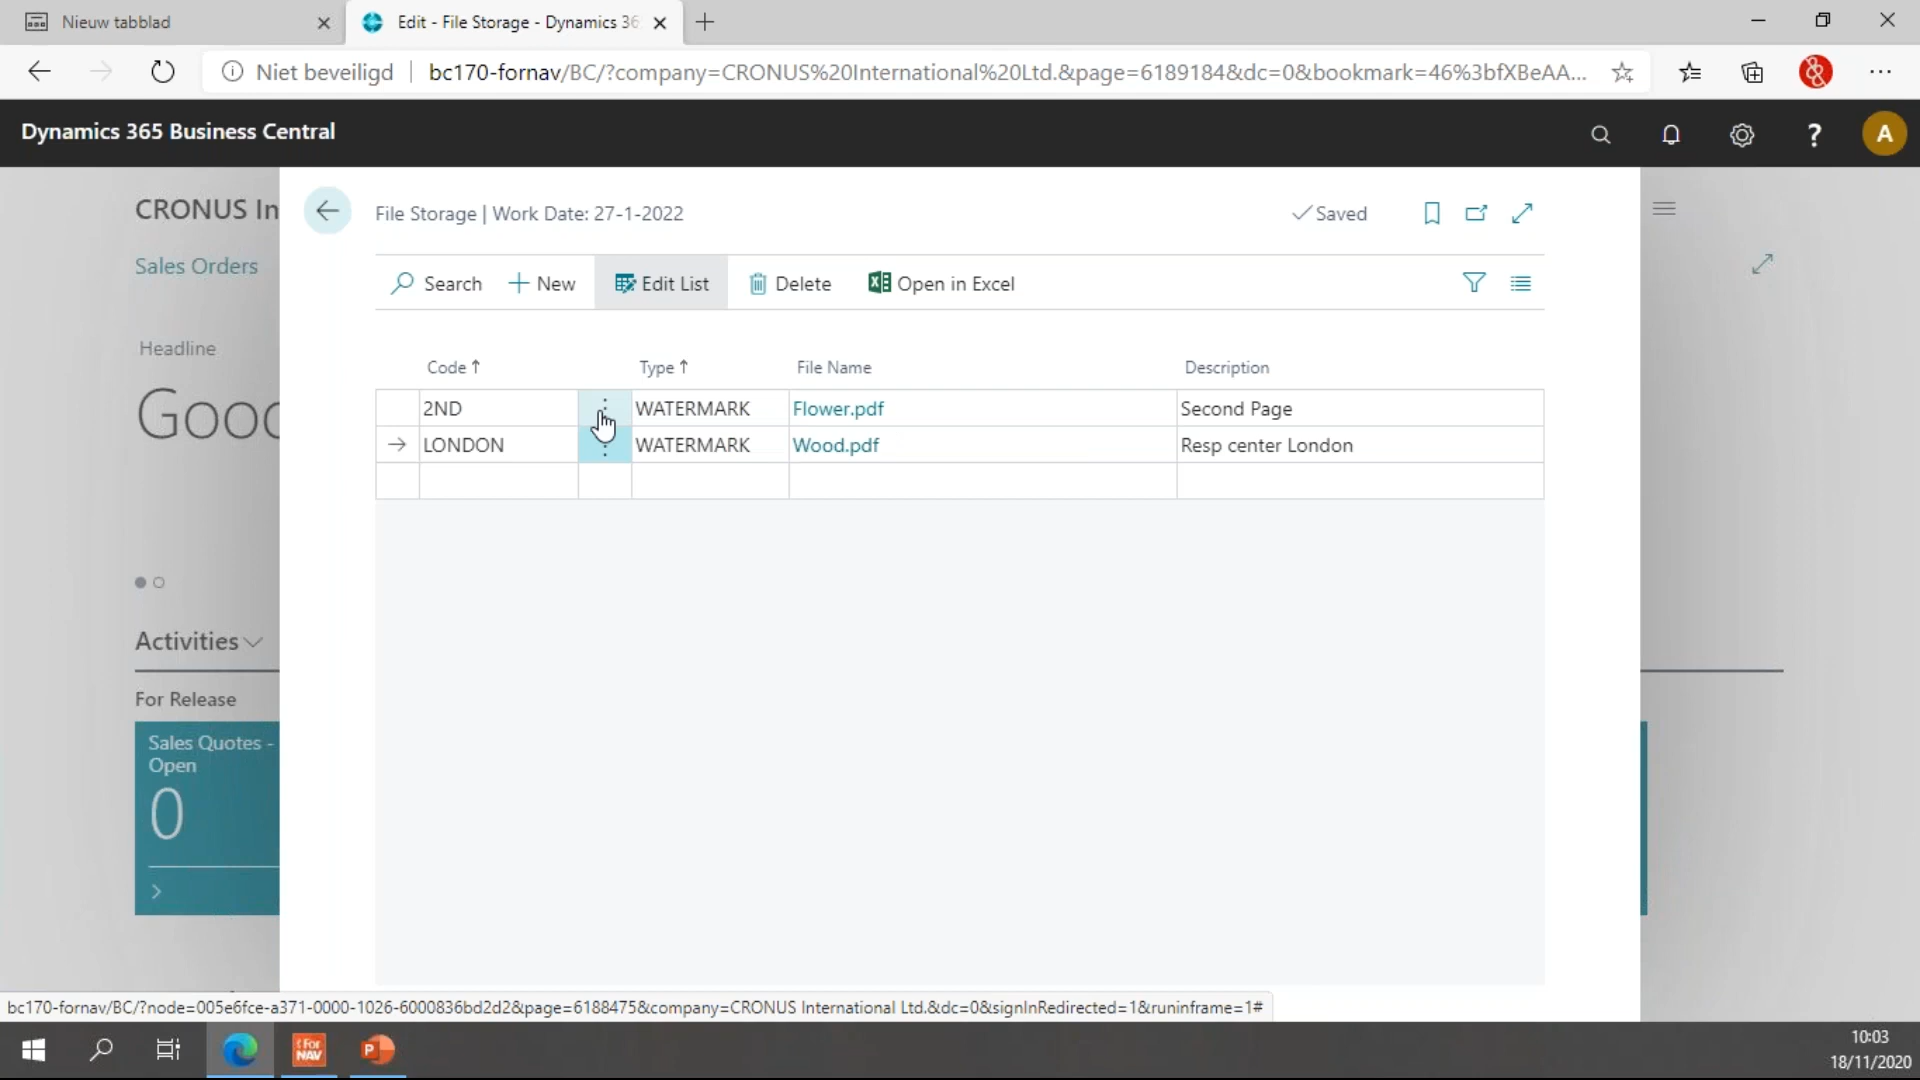 Nieuw tabblad
Edit - File Storage - Dynamics 36
Niet beveiligd
bc170-fornav/BC/?company=CRONUS%20International%20Ltd.&page=6189184&dc=0&bookmark=46%3bfXBeAA...
Dynamics 365 Business Central
?
A
CRONUS In
File Storage | Work Date: 27-1-2022
Saved
Sales Orders
Search
New
Edit List
Delete
Open in Excel
Headline
Good
Code↑ Type↑ File Name Description
2ND WATERMARK Flower.pdf Second Page
→ LONDON WATERMARK Wood.pdf Resp center London
Activities
For Release
Sales Quotes -
Open
0
bc170-fornav/BC/?node=005e6fce-a371-0000-1026-6000836bd2d2&page=6188475&company=CRONUS International Ltd.&dc=0&signInRedirected=1&runinframe=1#
For
NAV
P
10:03
18/11/2020